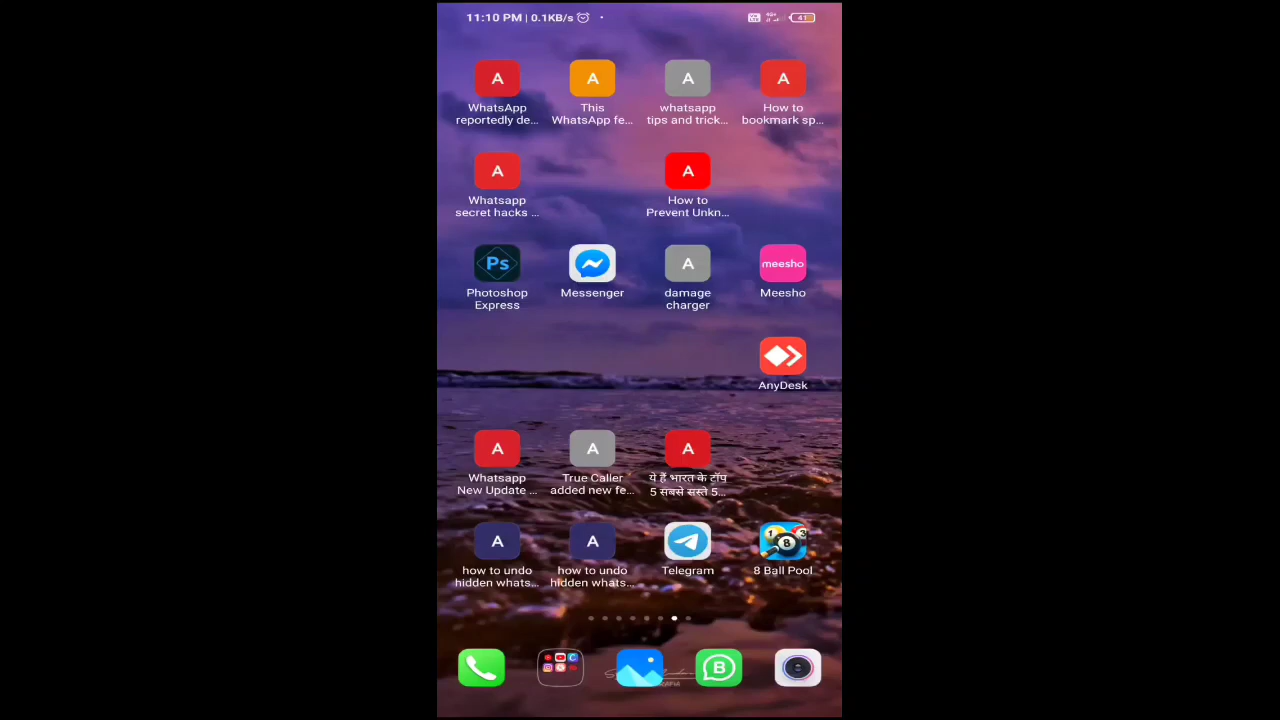 11:10 PM | 0.1KB/s
41
A A A A
WhatsApp This whatsapp How to
reportedly de... WhatsApp fe... tips and trick... bookmark sp...
A A
Whatsapp How to
secret hacks ... Prevent Unkn...
Ps A meesho
Photoshop Messenger damage Meesho
Express charger
AnyDesk
A A A
Whatsapp True Caller ये हैं भारत के टॉप
New Update ... added new fe... 5 सबसे सस्ते 5...
A A 1 8 3
how to undo how to undo Telegram 8 Ball Pool
hidden whats... hidden whats...
B